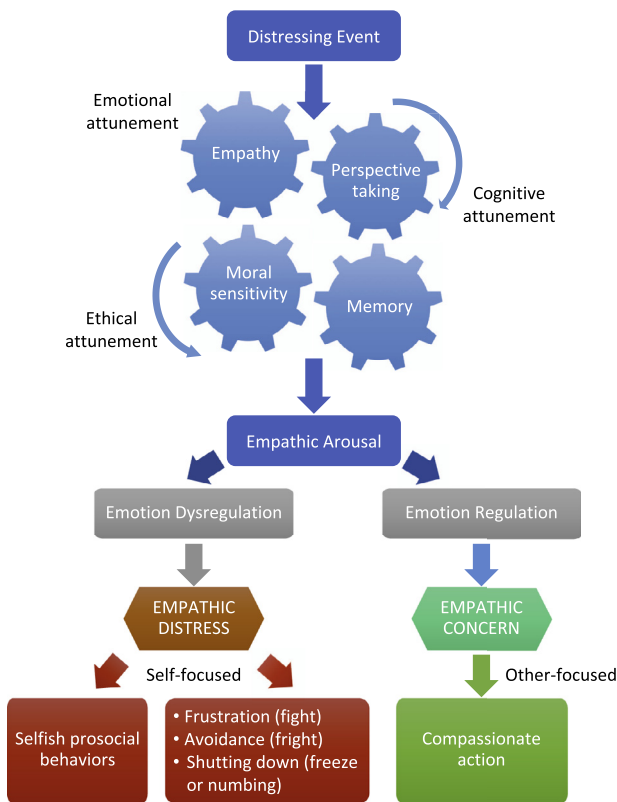 Distressing Event
Emotional
attunement
Empathy
Perspective
taking
Cognitive
attunement
Moral
sensitivity
Memory
Ethical
attunement
Empathic Arousal
Emotion Dysregulation
Emotion Regulation
EMPATHIC
DISTRESS
EMPATHIC
CONCERN
Self-focused
Other-focused
Selfish prosocial
behaviors
• Frustration (fight)
• Avoidance (fright)
• Shutting down (freeze
or numbing)
Compassionate
action